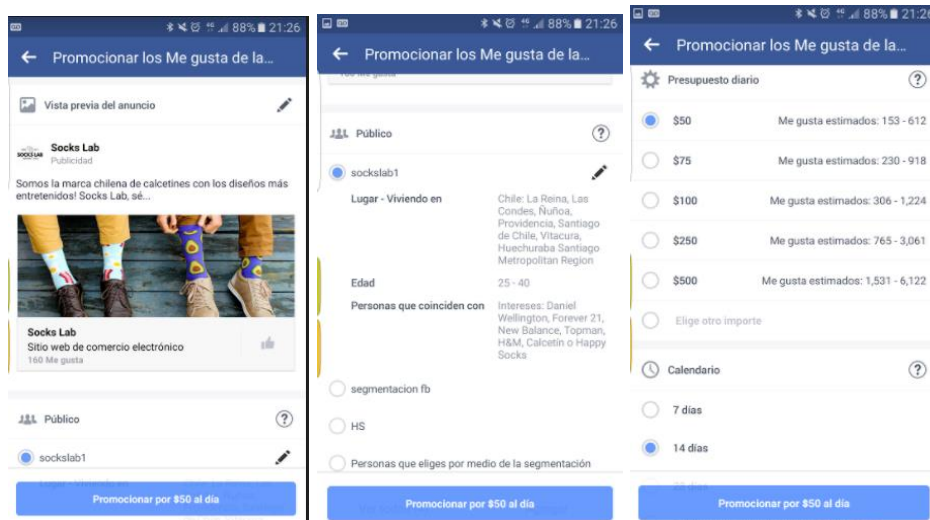 88% 21:26
Promocionar los Me gusta de la...
Vista previa del anuncio
Socks Lab
Publicidad
Somos la marca chilena de calcetines con los diseños más
entretenidos! Socks Lab, sé...
Socks Lab
Sitio web de comercio electrónico
160 Me gusta
Público
sockslab1
Promocionar por $50 al día
88% 21:26
Promocionar los Me gusta de la...
160 Me gusta
Público
sockslab1
Lugar - Viviendo en
Chile: La Reina, Las
Condes, Ñuñoa,
Providencia, Santiago
de Chile, Vitacura,
Huechuraba Santiago
Metropolitan Region
Edad
25 - 40
Personas que coinciden con
Intereses: Daniel
Wellington, Forever 21,
New Balance, Topman,
H&M, Calcetín o Happy
Socks
segmentacion fb
HS
Personas que eliges por medio de la segmentación
Promocionar por $50 al día
88% 21:26
Promocionar los Me gusta de la...
Presupuesto diario
$50 Me gusta estimados: 153 - 612
$75 Me gusta estimados: 230 - 918
$100 Me gusta estimados: 306 - 1,224
$250 Me gusta estimados: 765 - 3,061
$500 Me gusta estimados: 1,531 - 6,122
Elige otro importe
Calendario
7 días
14 días
Promocionar por $50 al día